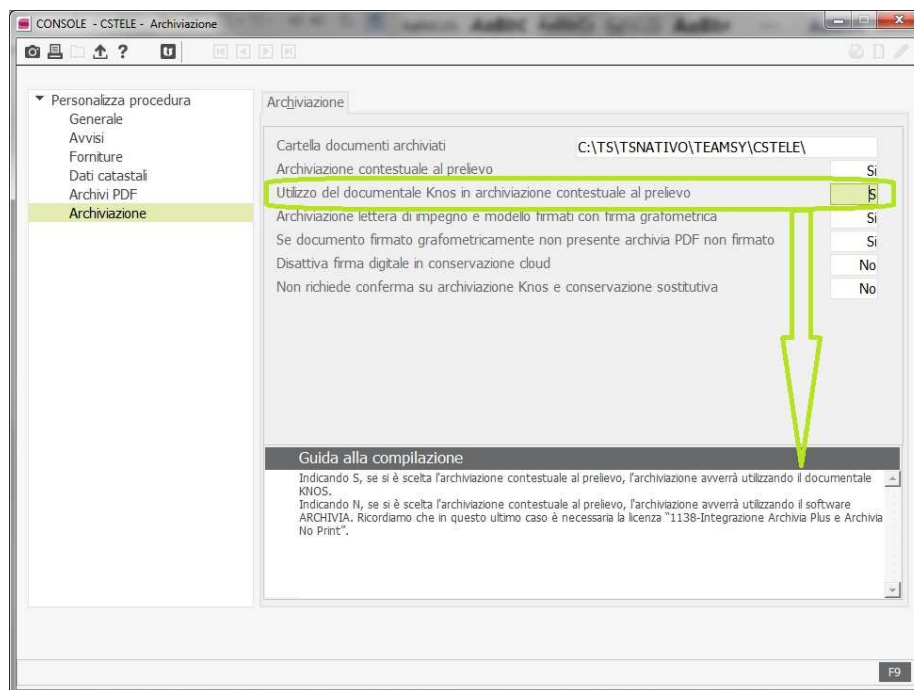 CONSOLE - CSTELE - Archiviazione
Personalizza procedura
Generale
Avvisi
Forniture
Dati catastali
Archivi PDF
Archiviazione
Archiviazione
Cartella documenti archiviati C:\TS\TSNATIVO\TEAMSY\CSTELE\
Archiviazione contestuale al prelievo Si
Utilizzo del documentale Knos in archiviazione contestuale al prelievo S
Archiviazione lettera di impegno e modello firmati con firma grafometrica Si
Se documento firmato grafometricamente non presente archivia PDF non firmato Si
Disattiva firma digitale in conservazione cloud No
Non richiede conferma su archiviazione Knos e conservazione sostitutiva No
Guida alla compilazione
Indicando S, se si è scelta l'archiviazione contestuale al prelievo, l'archiviazione avverrà utilizzando il documentale
KNOS.
Indicando N, se si è scelta l'archiviazione contestuale al prelievo, l'archiviazione avverrà utilizzando il software
ARCHIVIA. Ricordiamo che in questo ultimo caso è necessaria la licenza "1138-Integrazione Archivia Plus e Archivia
No Print".
F9